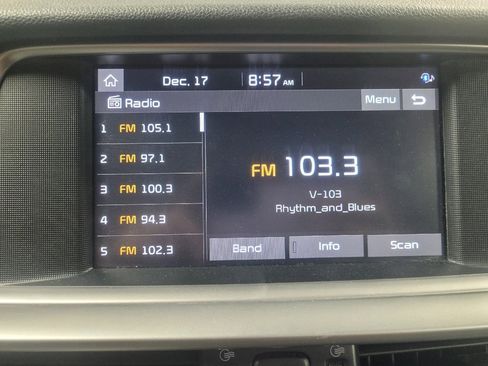 Dec. 17 8:57 AM
Radio Menu
1 FM 105.1
2 FM 97.1
3 FM 100.3
4 FM 94.3
5 FM 102.3
FM 103.3
V-103
Rhythm_and_Blues
Band Info Scan